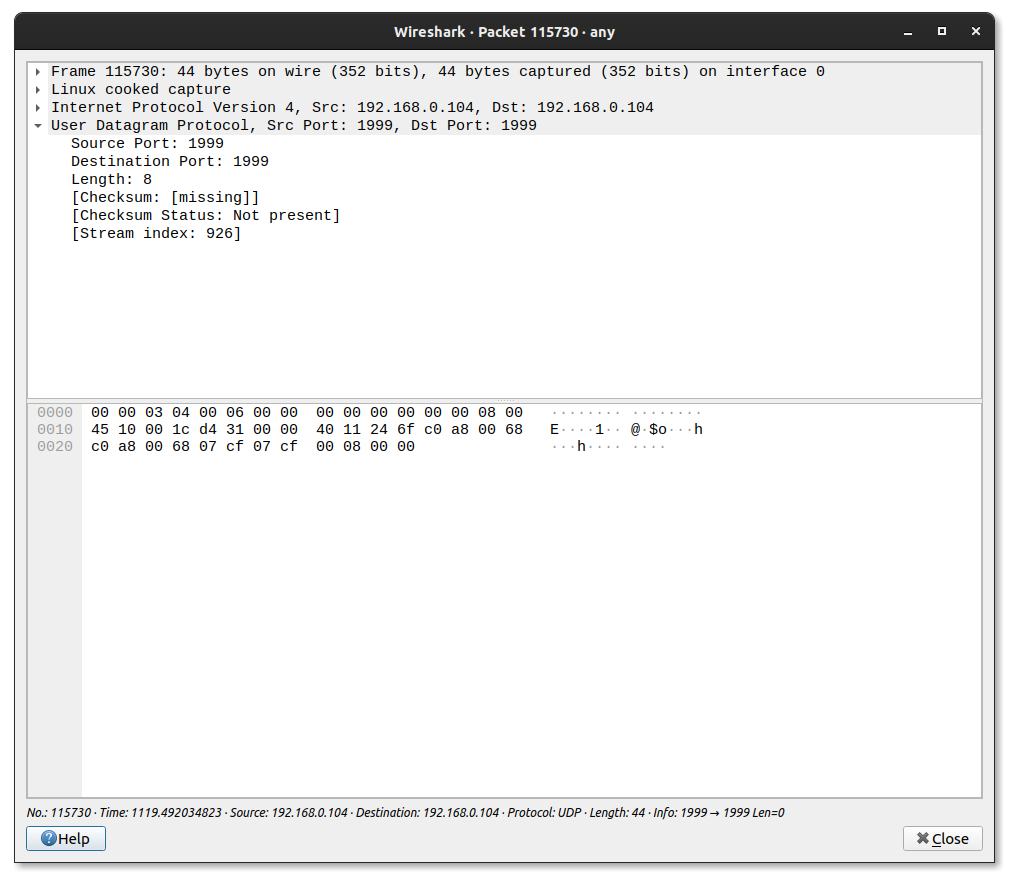 Wireshark · Packet 115730 · any
Frame 115730: 44 bytes on wire (352 bits), 44 bytes captured (352 bits) on interface 0
Linux cooked capture
Internet Protocol Version 4, Src: 192.168.0.104, Dst: 192.168.0.104
User Datagram Protocol, Src Port: 1999, Dst Port: 1999
Source Port: 1999
Destination Port: 1999
Length: 8
[Checksum: [missing]]
[Checksum Status: Not present]
[Stream index: 926]
0000 00 00 03 04 00 06 00 00 00 00 00 00 00 00 08 00 ········ ········
0010 45 10 00 1c d4 31 00 00 40 11 24 6f c0 a8 00 68 E····1·· @·$o···h
0020 c0 a8 00 68 07 cf 07 cf 00 08 00 00 ···h···· ····
No.: 115730 · Time: 1119.492034823 · Source: 192.168.0.104 · Destination: 192.168.0.104 · Protocol: UDP · Length: 44 · Info: 1999 → 1999 Len=0
Help
Close